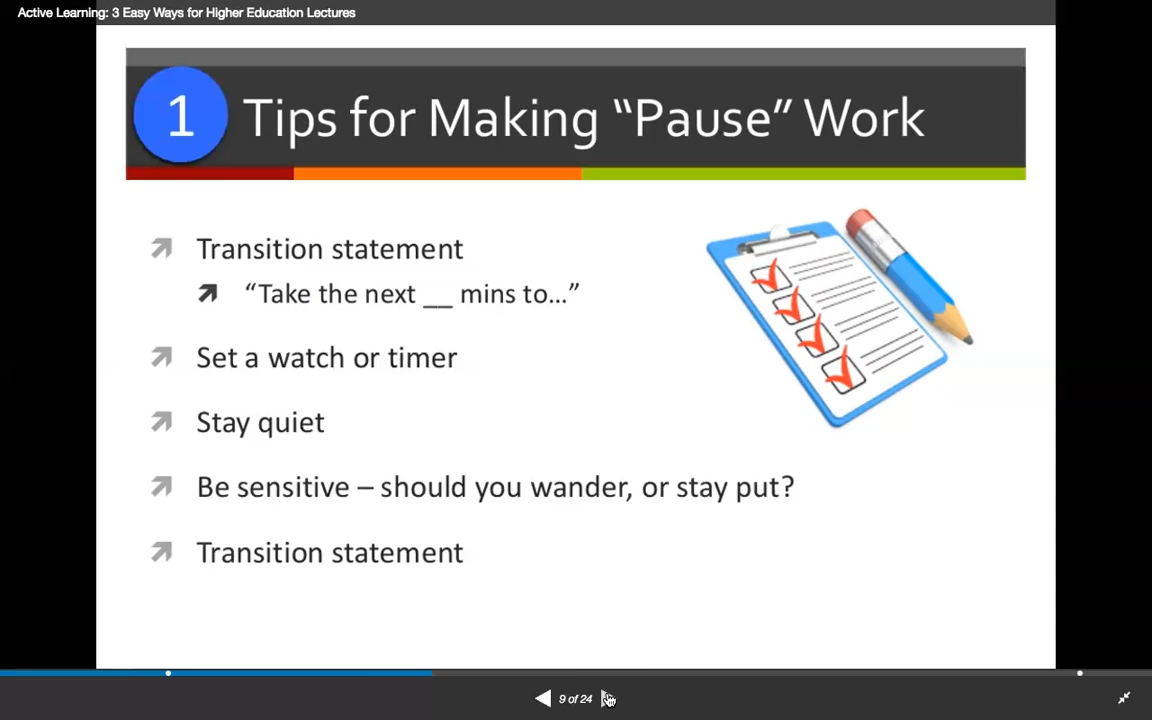 Active Learning: 3 Easy Ways for Higher Education Lectures
1 Tips for Making “Pause” Work
Transition statement
“Take the next __ mins to…”
Set a watch or timer
Stay quiet
Be sensitive – should you wander, or stay put?
Transition statement
9 of 24